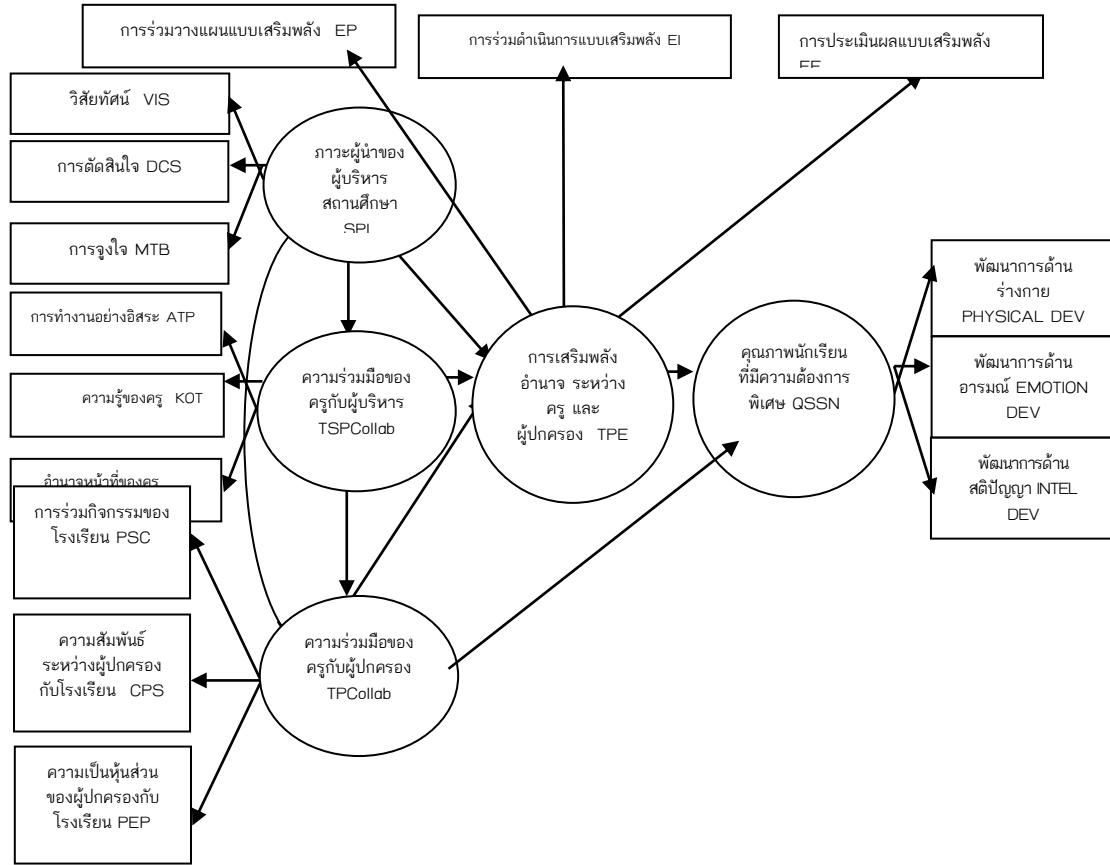 การร่วมวางแผนแบบเสริมพลัง EP
การร่วมดำเนินการแบบเสริมพลัง EI
การประเมินผลแบบเสริมพลัง
วิสัยทัศน์ VIS
การตัดสินใจ DCS
การจูงใจ MTB
ภาวะผู้นำของ
ผู้บริหาร
สถานศึกษา
การทำงานอย่างอิสระ ATP
ความรู้ของครู KOT
อำนาจหน้าที่ของครู
ความร่วมมือของ
ครูกับผู้บริหาร
TSPCollab
การเสริมพลัง
อำนาจ ระหว่าง
ครู และ
ผู้ปกครอง TPE
คุณภาพนักเรียน
ที่มีความต้องการ
พิเศษ QSSN
พัฒนาการด้าน
ร่างกาย
PHYSICAL DEV
พัฒนาการด้าน
อารมณ์ EMOTION
DEV
พัฒนาการด้าน
สติปัญญา INTEL
DEV
การร่วมกิจกรรมของ
โรงเรียน PSC
ความสัมพันธ์
ระหว่างผู้ปกครอง
กับโรงเรียน CPS
ความเป็นหุ้นส่วน
ของผู้ปกครองกับ
โรงเรียน PEP
ความร่วมมือของ
ครูกับผู้ปกครอง
TPCollab